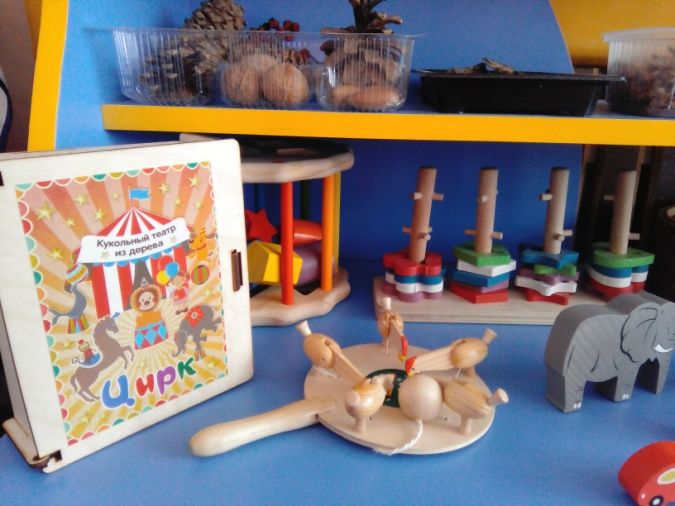 Кукольный театр
из дерева
Цирк